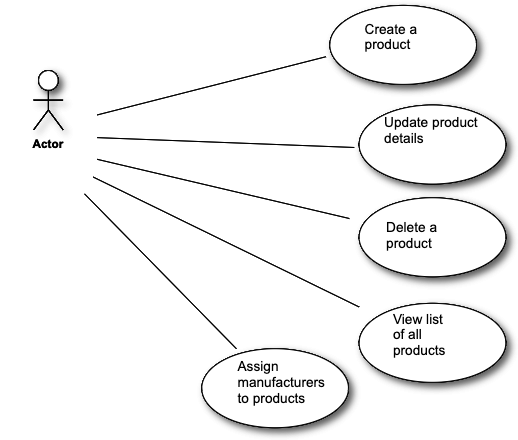 Create a
product
Actor
Update product
details
Delete a
product
View list
of all
products
Assign
manufacturers
to products